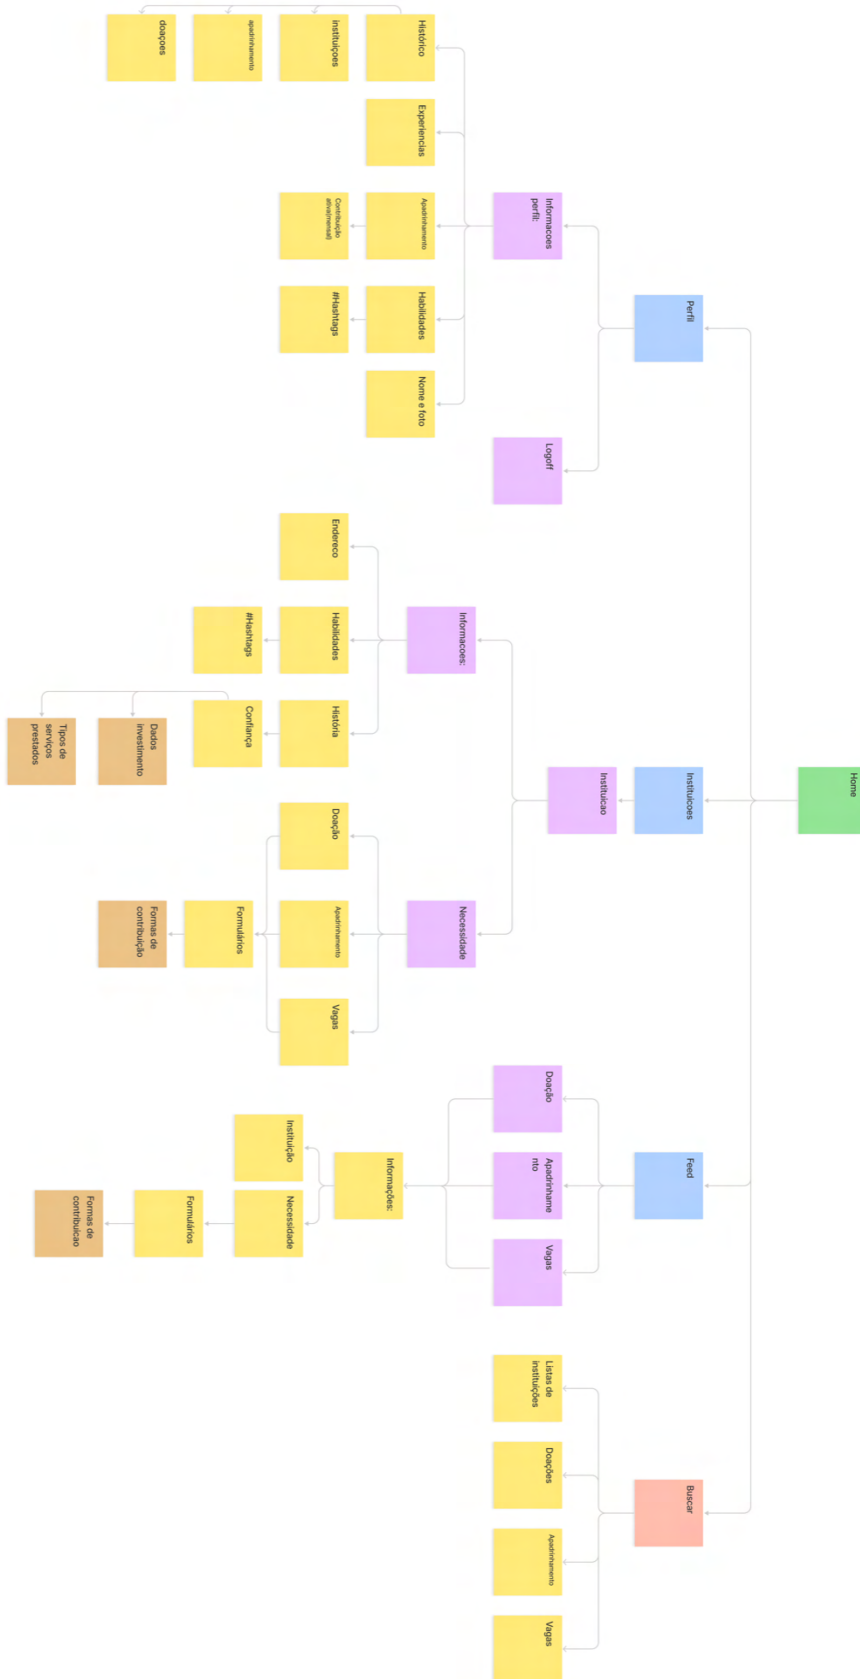 Home
Perfil
Instituicoes
Feed
Buscar
Instituicao
Informacoes
perfil:
Logoff
Doação
Apadrinhame
nto
Vagas
Listas de
instituições
Doações
Apadrinhamento
Vagas
Informacoes:
Necessidade
Histórico
Experiencias
Apadrinhamento
Habilidades
Nome e foto
Informações:
instituiçoes
Contribuição
ativa(mensal)
#Hashtags
Endereco
Habilidades
História
Doação
Apadrinhamento
Vagas
Instituição
Necessidade
apadrinhamento
#Hashtags
Confiança
Formulários
Formulários
doaçoes
Dados
investimento
Formas de
contribuição
Tipos de
serviços
prestados
Formas de
contribuicao